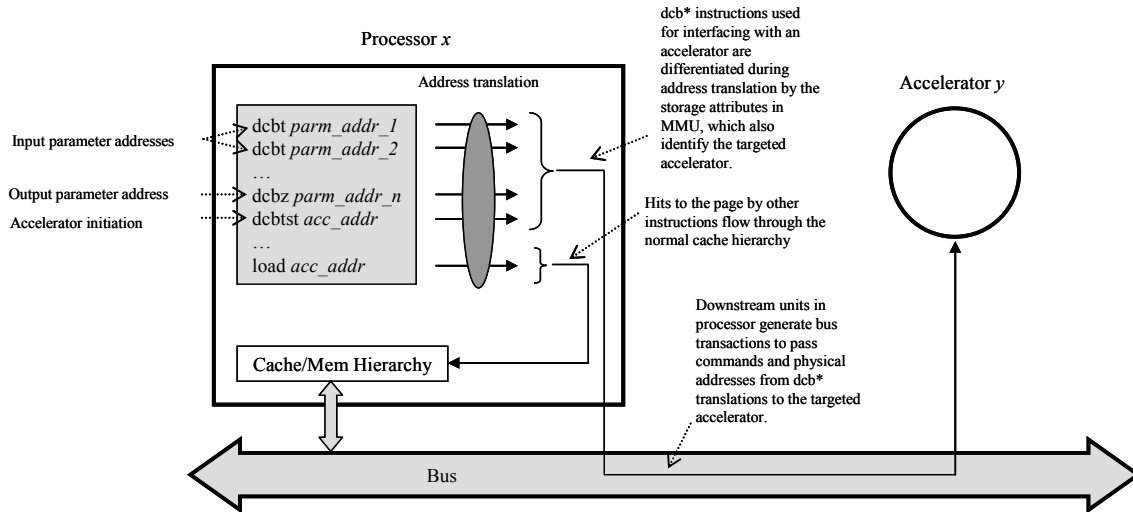 dcb* instructions used
for interfacing with an
accelerator are
differentiated during
address translation by the
storage attributes in
MMU, which also
identify the targeted
accelerator.
Processor x
Accelerator y
Address translation
Input parameter addresses
dcbt parm_addr_1
dcbt parm_addr_2
…
Output parameter address
dcbz parm_addr_n
Accelerator initiation
dcbtst acc_addr
…
load acc_addr
Hits to the page by other
instructions flow through the
normal cache hierarchy
Downstream units in
processor generate bus
transactions to pass
commands and physical
addresses from dcb*
translations to the targeted
accelerator.
Cache/Mem Hierarchy
Bus